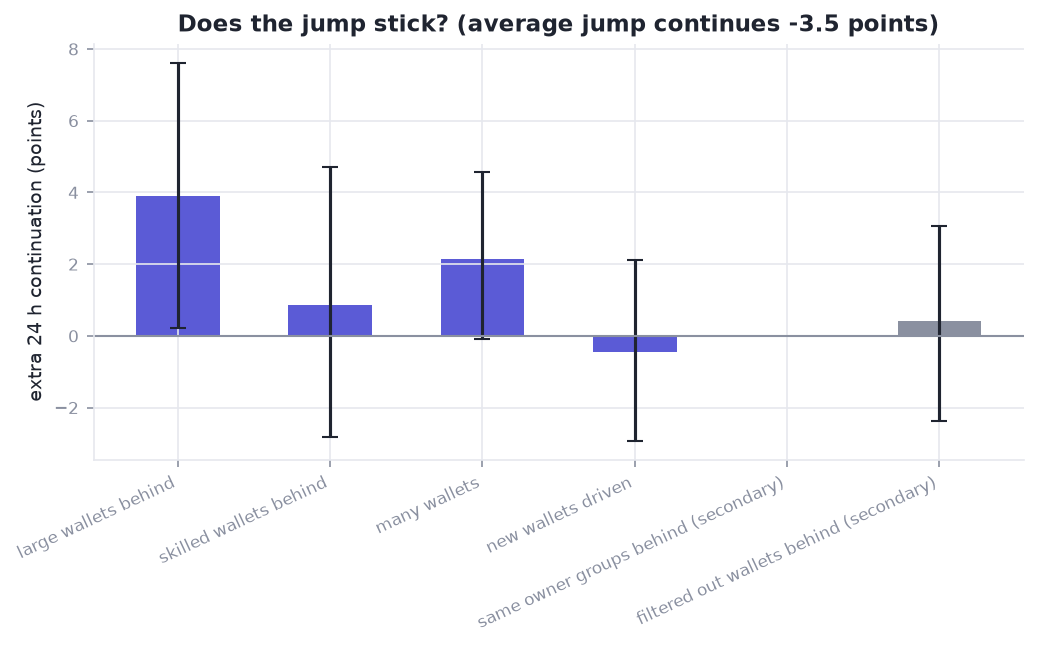 Does the jump stick? (average jump continues -3.5 points)
extra 24 h continuation (points)
8
6
4
2
0
−2
large wallets behind
skilled wallets behind
many wallets
new wallets driven
same owner groups behind (secondary)
filtered out wallets behind (secondary)